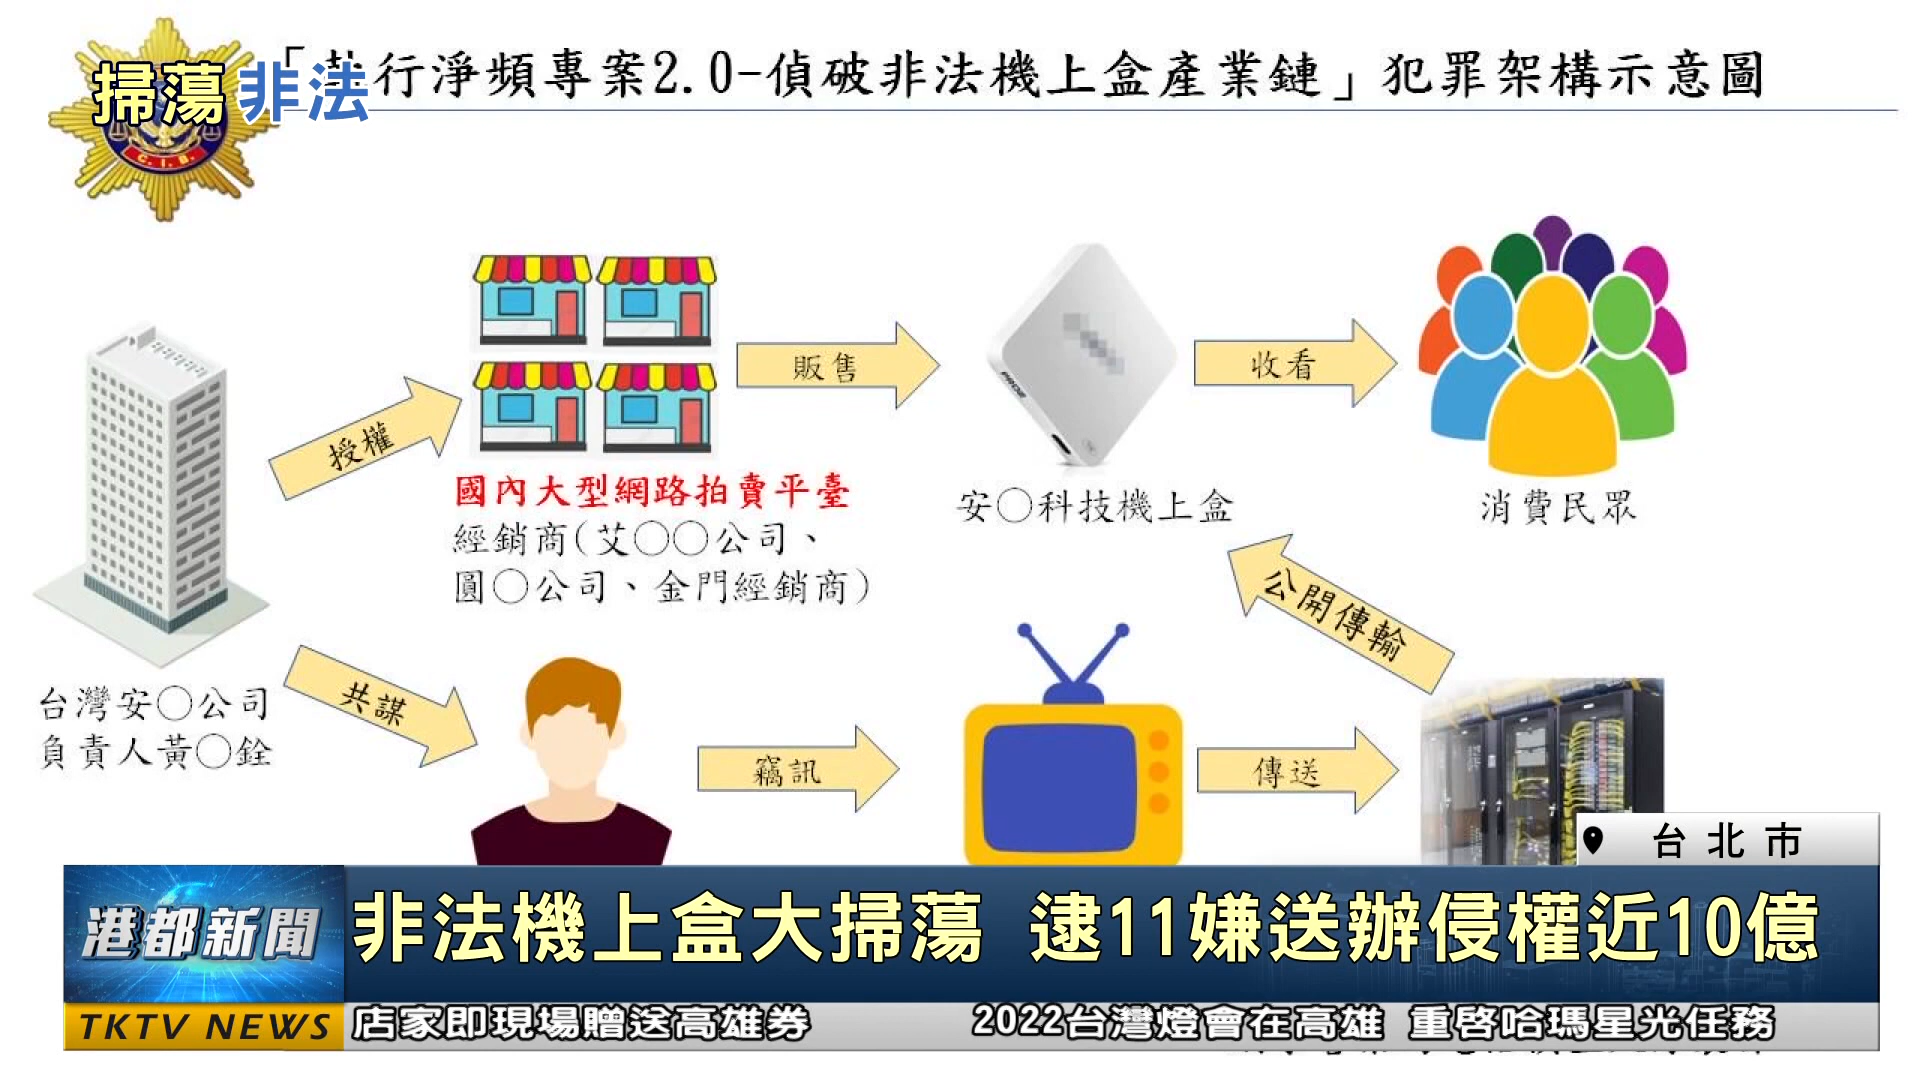 掃蕩 非法
行淨頻專案2.0-偵破非法機上盒產業鏈」犯罪架構示意圖
C. I. B.
授權
販售
收看
國內大型網路拍賣平臺
經銷商(艾〇〇公司、
圓〇公司、金門經銷商)
安〇科技機上盒
消費民眾
公開傳輸
台灣安〇公司
負責人黃〇銓
共謀
竊訊
傳送
台北市
港都新聞
非法機上盒大掃蕩 逮11嫌送辦侵權近10億
TKTV NEWS
店家即現場贈送高雄券 2022台灣燈會在高雄 重啓哈瑪星光任務